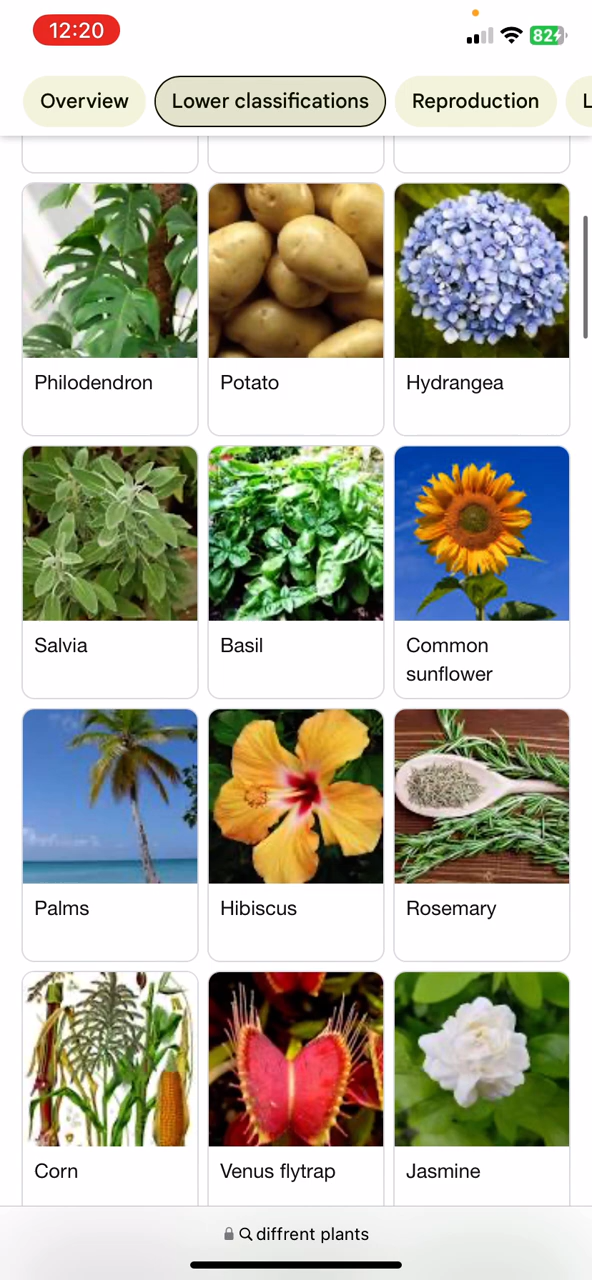 12:20
82
Overview
Lower classifications
Reproduction
L
Philodendron
Potato
Hydrangea
Salvia
Basil
Common
sunflower
Palms
Hibiscus
Rosemary
Corn
Venus flytrap
Jasmine
diffrent plants